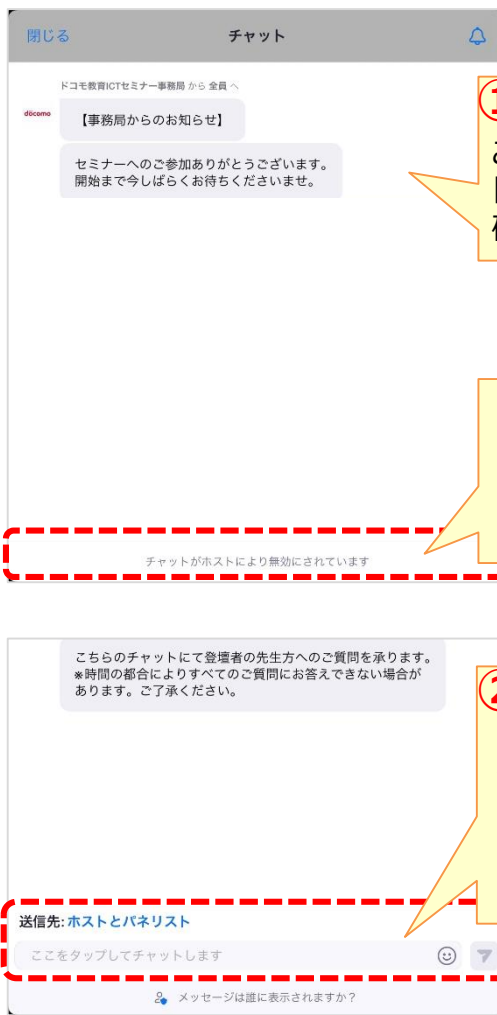 閉じる
チャット
ドコモ教育ICTセミナー事務局 から 全員 へ
döcomo
【事務局からのお知らせ】
セミナーへのご参加ありがとうございます。
開始まで今しばらくお待ちくださいませ。
①
チャットがホストにより無効にされています
こちらのチャットにて登壇者の先生方へのご質問を承ります。
※時間の都合によりすべてのご質問にお答えできない場合が
あります。ご了承ください。
②
送信先: ホストとパネリスト
ここをタップしてチャットします
メッセージは誰に表示されますか？